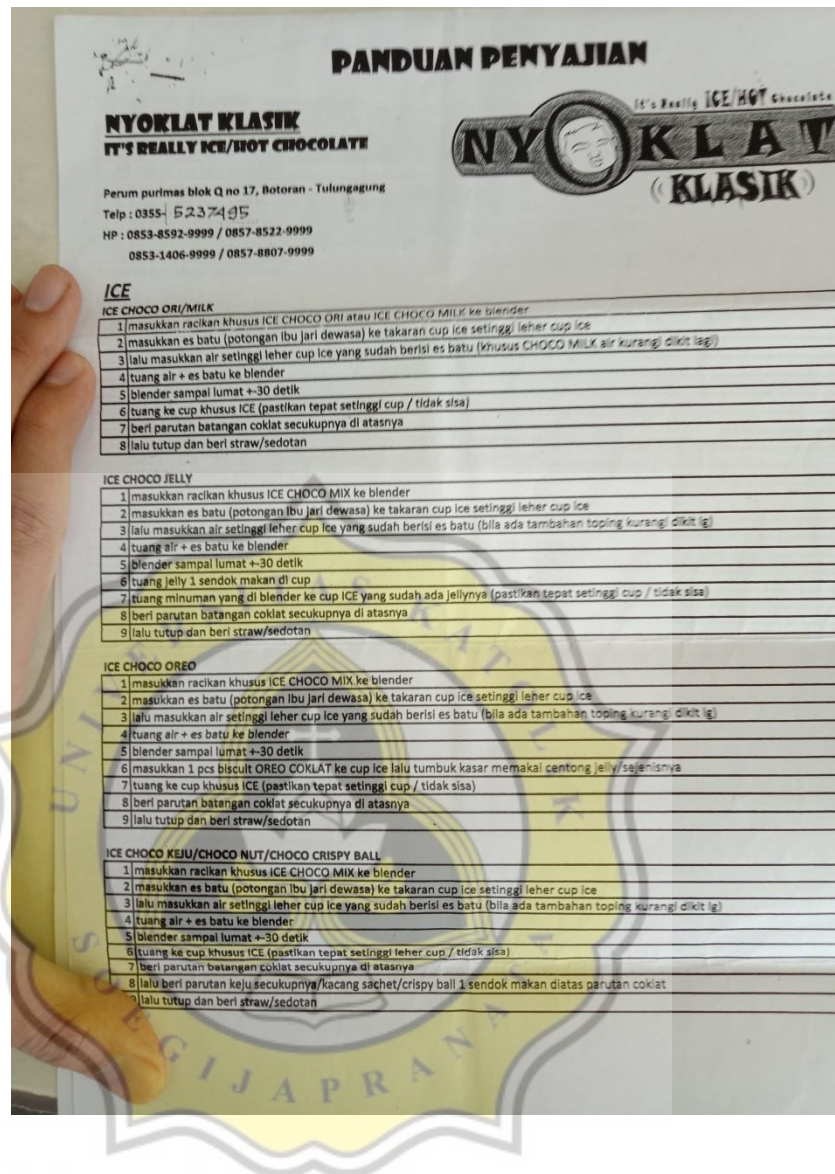 PANDUAN PENYAJIAN
NYOKLAT KLASIK
IT'S REALLY ICE/HOT CHOCOLATE
It's Really ICE/HOT Chocolate
NYOKLAT
KLASIK
Perum purimas blok Q no 17, Botoran - Tulungagung
Telp : 0355- 5237495
HP : 0853-8592-9999 / 0857-8522-9999
0853-1406-9999 / 0857-8807-9999
ICE
ICE CHOCO ORI/MILK
1 masukkan racikan khusus ICE CHOCO ORI atau ICE CHOCO MILK ke blender
2 masukkan es batu (potongan ibu jari dewasa) ke takaran cup ice setinggi leher cup ice
3 lalu masukkan air setinggi leher cup ice yang sudah berisi es batu (khusus CHOCO MILK air kurangi dikit lagi)
4 tuang air + es batu ke blender
5 blender sampai lumat +-30 detik
6 tuang ke cup khusus ICE (pastikan tepat setinggi cup / tidak sisa)
7 beri parutan batangan coklat secukupnya di atasnya
8 lalu tutup dan beri straw/sedotan
ICE CHOCO JELLY
1 masukkan racikan khusus ICE CHOCO MIX ke blender
2 masukkan es batu (potongan ibu jari dewasa) ke takaran cup ice setinggi leher cup ice
3 lalu masukkan air setinggi leher cup ice yang sudah berisi es batu (bila ada tambahan toping kurangi dikit lg)
4 tuang air + es batu ke blender
5 blender sampai lumat +-30 detik
6 tuang jelly 1 sendok makan di cup
7 tuang minuman yang di blender ke cup ICE yang sudah ada jellynya (pastikan tepat setinggi cup / tidak sisa)
8 beri parutan batangan coklat secukupnya di atasnya
9 lalu tutup dan beri straw/sedotan
ICE CHOCO OREO
1 masukkan racikan khusus ICE CHOCO MIX ke blender
2 masukkan es batu (potongan ibu jari dewasa) ke takaran cup ice setinggi leher cup ice
3 lalu masukkan air setinggi leher cup ice yang sudah berisi es batu (bila ada tambahan toping kurangi dikit lg)
4 tuang air + es batu ke blender
5 blender sampai lumat +-30 detik
6 masukkan 1 pcs biscuit OREO COKLAT ke cup ice lalu tumbuk kasar memakai centong jelly/sejenisnya
7 tuang ke cup khusus ICE (pastikan tepat setinggi cup / tidak sisa)
8 beri parutan batangan coklat secukupnya di atasnya
9 lalu tutup dan beri straw/sedotan
ICE CHOCO KEJU/CHOCO NUT/CHOCO CRISPY BALL
1 masukkan racikan khusus ICE CHOCO MIX ke blender
2 masukkan es batu (potongan ibu jari dewasa) ke takaran cup ice setinggi leher cup ice
3 lalu masukkan air setinggi leher cup ice yang sudah berisi es batu (bila ada tambahan toping kurangi dikit lg)
4 tuang air + es batu ke blender
5 blender sampai lumat +-30 detik
6 tuang ke cup khusus ICE (pastikan tepat setinggi leher cup / tidak sisa)
7 beri parutan batangan coklat secukupnya di atasnya
8 lalu beri parutan keju secukupnya/kacang sachet/crispy ball 1 sendok makan diatas parutan coklat
9 lalu tutup dan beri straw/sedotan
UNIVERSITAS KATOLIK
SOEGIJAPRANATA